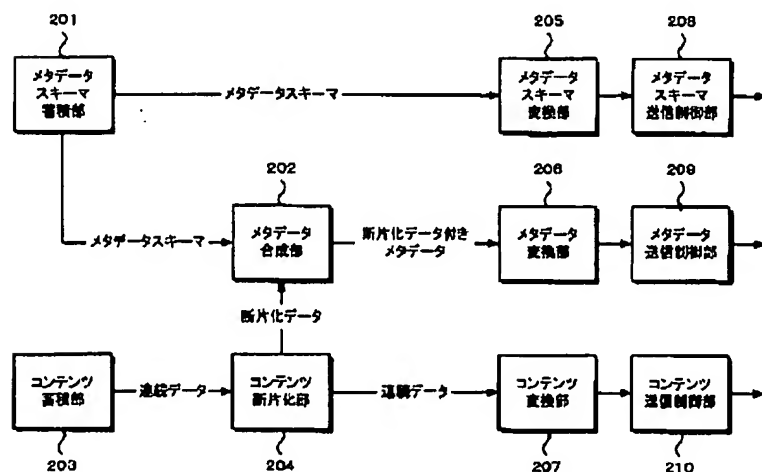 201
205
208
メタデータ
スキーマ
蓄積部
メタデータスキーマ
メタデータ
スキーマ
変換部
メタデータ
スキーマ
送信制御部
202
206
209
メタデータスキーマ
メタデータ
合成部
断片化データ付き
メタデータ
メタデータ
変換部
メタデータ
送信制御部
断片化データ
コンテンツ
蓄積部
連続データ
コンテンツ
断片化部
連続データ
コンテンツ
変換部
コンテンツ
送信制御部
203
204
207
210